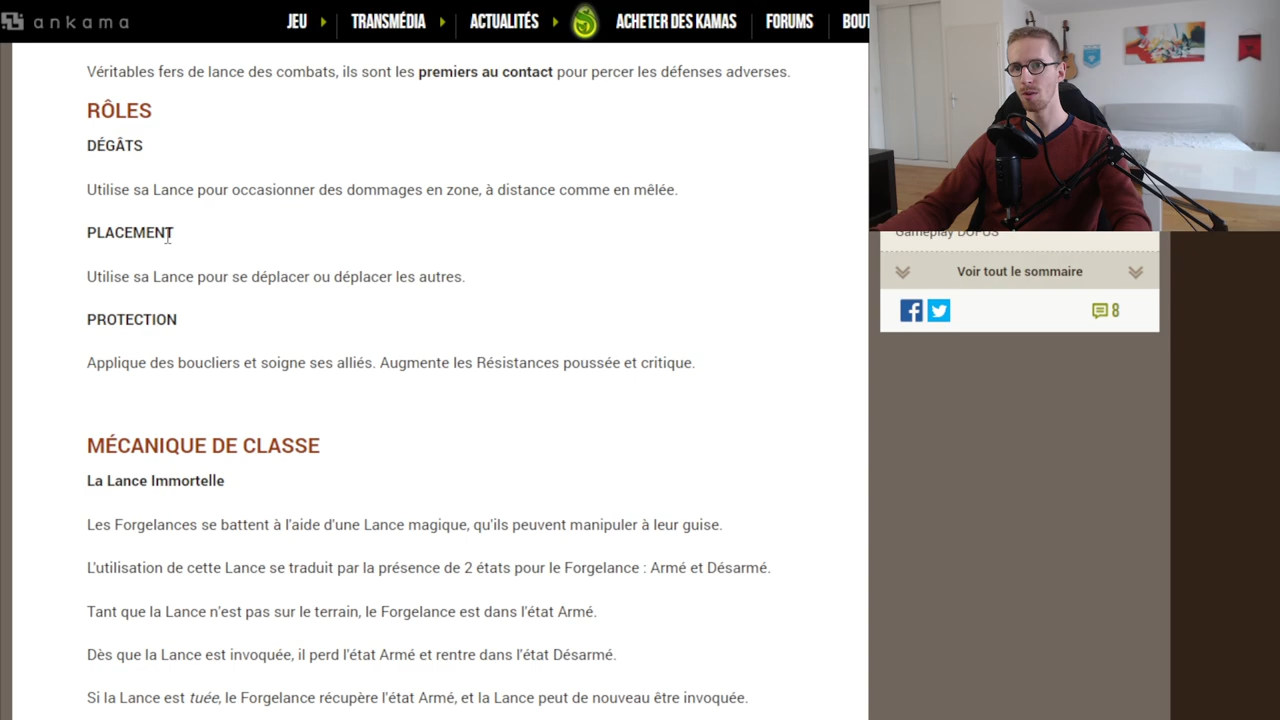 ankama
JEU TRANSMÉDIA ACTUALITÉS ACHETER DES KAMAS FORUMS BOUT
Véritables fers de lance des combats, ils sont les premiers au contact pour percer les défenses adverses.
RÔLES
DÉGÂTS
Utilise sa Lance pour occasionner des dommages en zone, à distance comme en mêlée.
PLACEMENT
Utilise sa Lance pour se déplacer ou déplacer les autres.
PROTECTION
Applique des boucliers et soigne ses alliés. Augmente les Résistances poussée et critique.
MÉCANIQUE DE CLASSE
La Lance Immortelle
Les Forgelances se battent à l'aide d'une Lance magique, qu'ils peuvent manipuler à leur guise.
L'utilisation de cette Lance se traduit par la présence de 2 états pour le Forgelance : Armé et Désarmé.
Tant que la Lance n'est pas sur le terrain, le Forgelance est dans l'état Armé.
Dès que la Lance est invoquée, il perd l'état Armé et rentre dans l'état Désarmé.
Si la Lance est tuée, le Forgelance récupère l'état Armé, et la Lance peut de nouveau être invoquée.
Gameplay DOFUS
Voir tout le sommaire
8